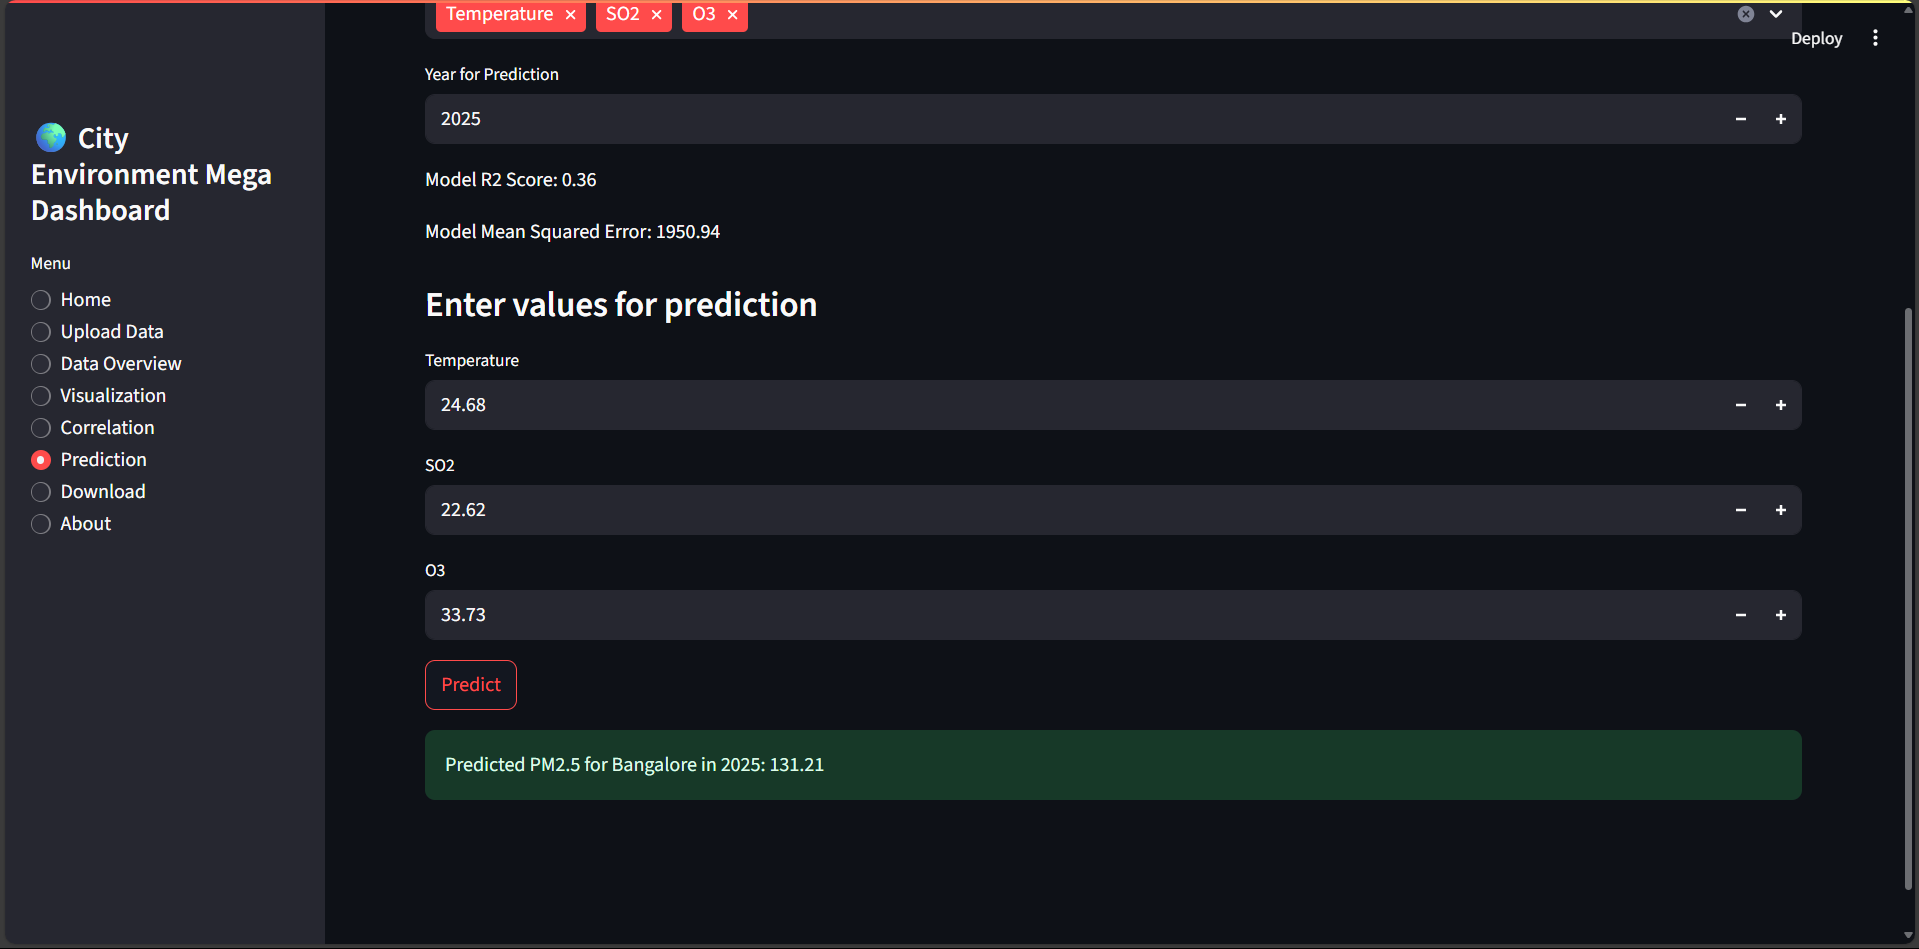 Temperature ×
SO2 ×
O3 ×
Deploy
City
Environment Mega
Dashboard
Menu
Home
Upload Data
Data Overview
Visualization
Correlation
Prediction
Download
About
Year for Prediction
2025
Model R2 Score: 0.36
Model Mean Squared Error: 1950.94
Enter values for prediction
Temperature
24.68
SO2
22.62
O3
33.73
Predict
Predicted PM2.5 for Bangalore in 2025: 131.21